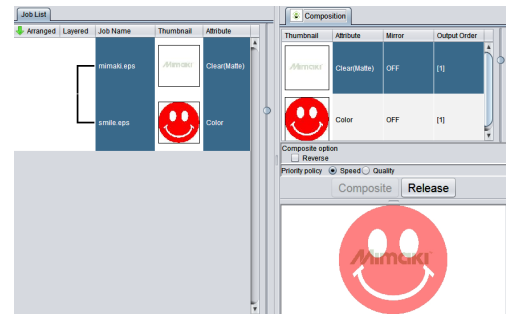 Job List
Arranged Layered Job Name Thumbnail Attribute
mimaki.eps Mimaki Clear(Matte)
smile.eps Color
Composition
Thumbnail Attribute Mirror Output Order
Mimaki Clear(Matte) OFF [1]
Color OFF [1]
Composite option
Reverse
Priority policy Speed Quality
Composite Release
Mimaki